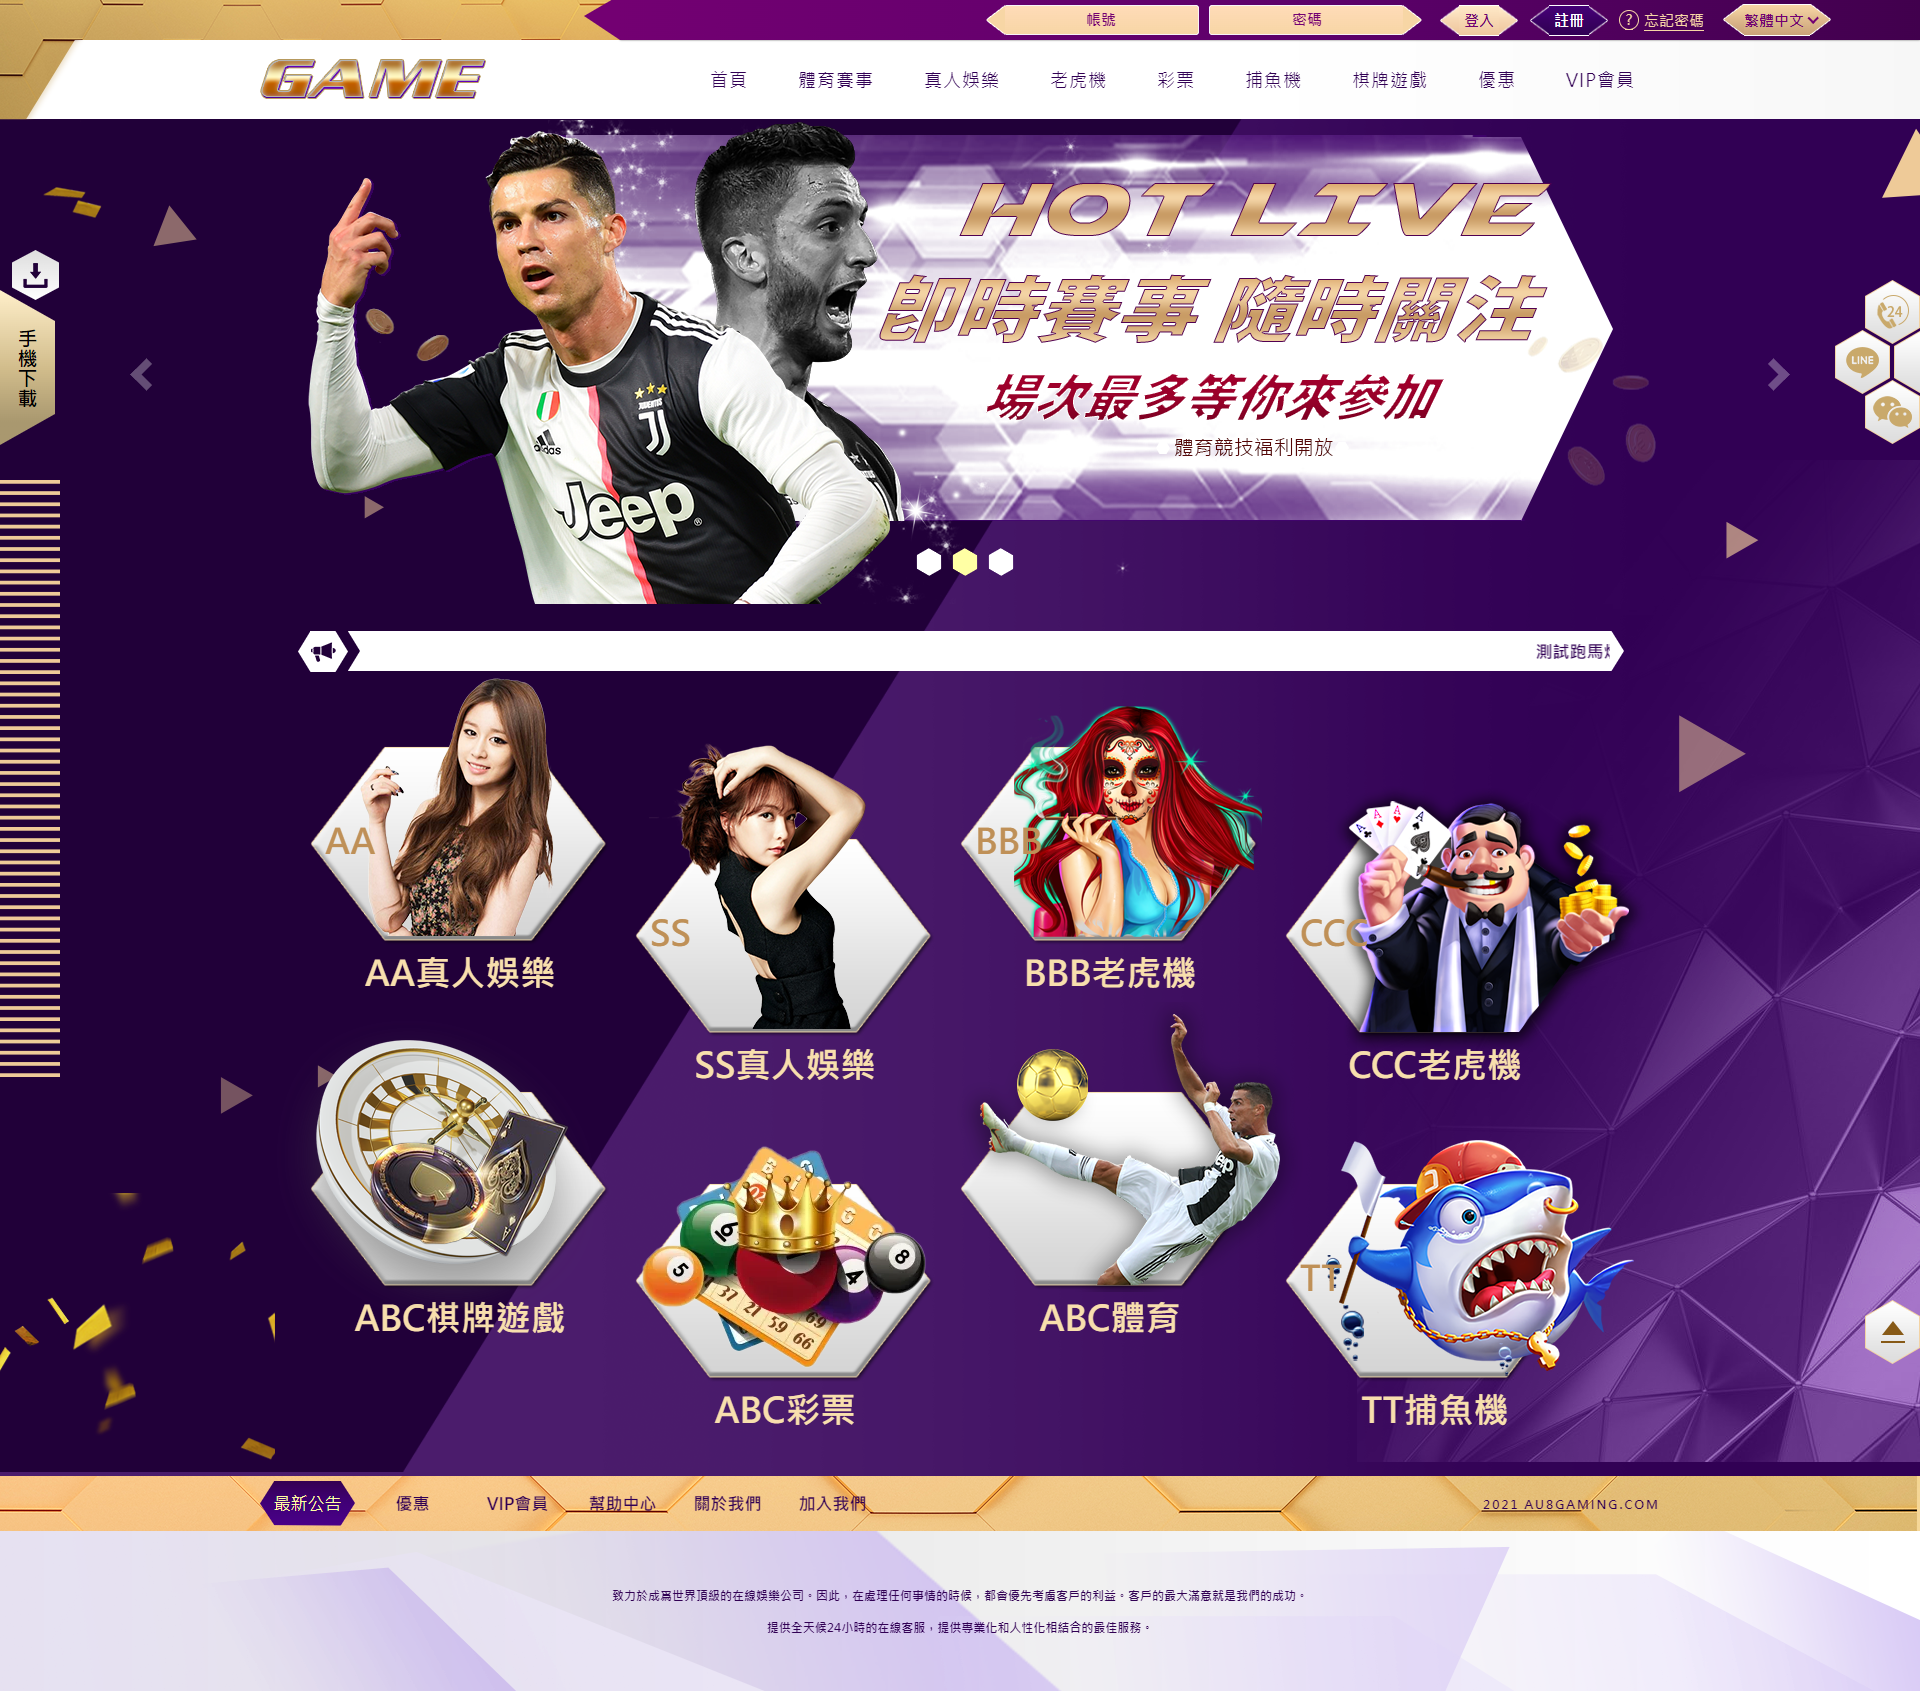 帳號
密碼
登入
註冊
? 忘記密碼
繁體中文
GAME
首頁
體育賽事
真人娛樂
老虎機
彩票
捕魚機
棋牌遊戲
優惠
VIP會員
HOT LIVE
即時賽事 隨時關注
場次最多等你來參加
體育競技福利開放
手機下載
24
LINE
JUVENTUS
adidas
Jeep
測試跑馬
AA
AA真人娛樂
SS
SS真人娛樂
BBB
BBB老虎機
CCC
CCC老虎機
ABC棋牌遊戲
ABC彩票
ABC體育
TT
TT捕魚機
最新公告
優惠
VIP會員
幫助中心
關於我們
加入我們
2021 AU8GAMING.COM
致力於成爲世界頂級的在線娛樂公司。因此，在處理任何事情的時候，都會優先考慮客戶的利益。客戶的最大滿意就是我們的成功。
提供全天候24小時的在線客服，提供專業化和人性化相結合的最佳服務。